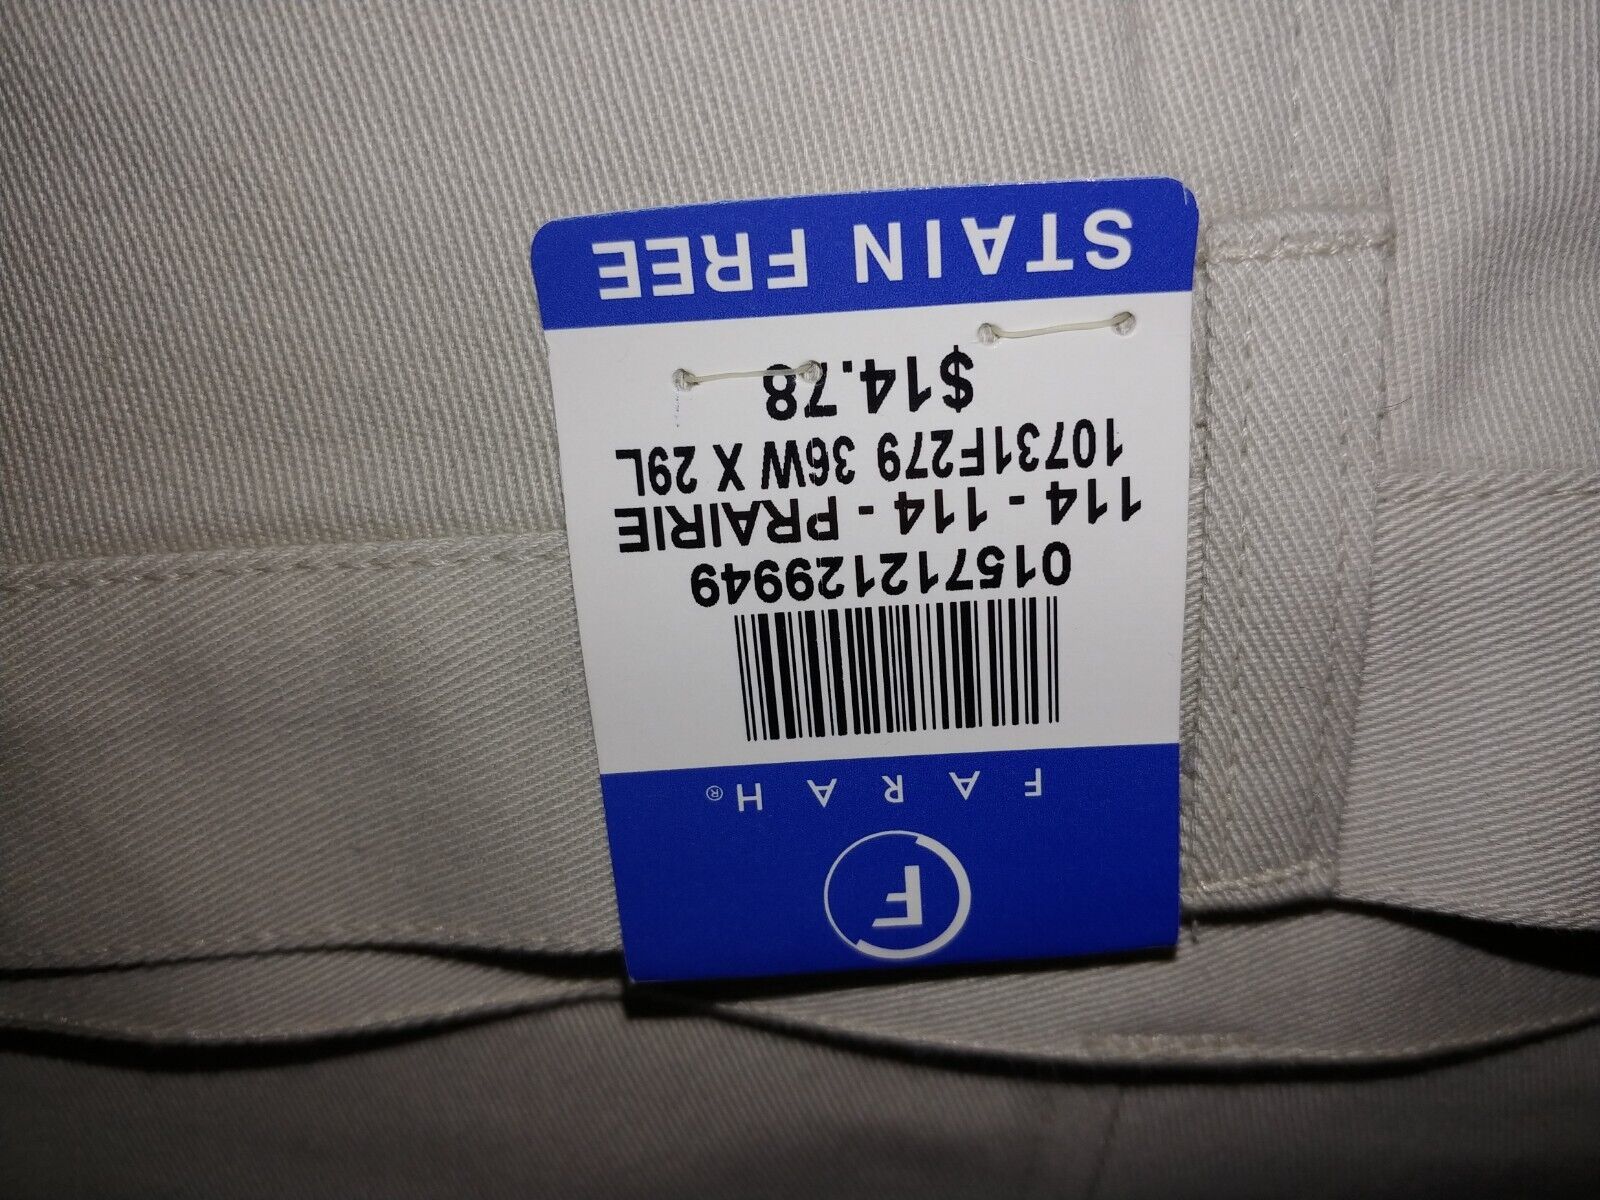 F
FARAH®
015712129949
114 - 114 - PRAIRIE
10731F279 36W X 29L
$14.78
STAIN FREE